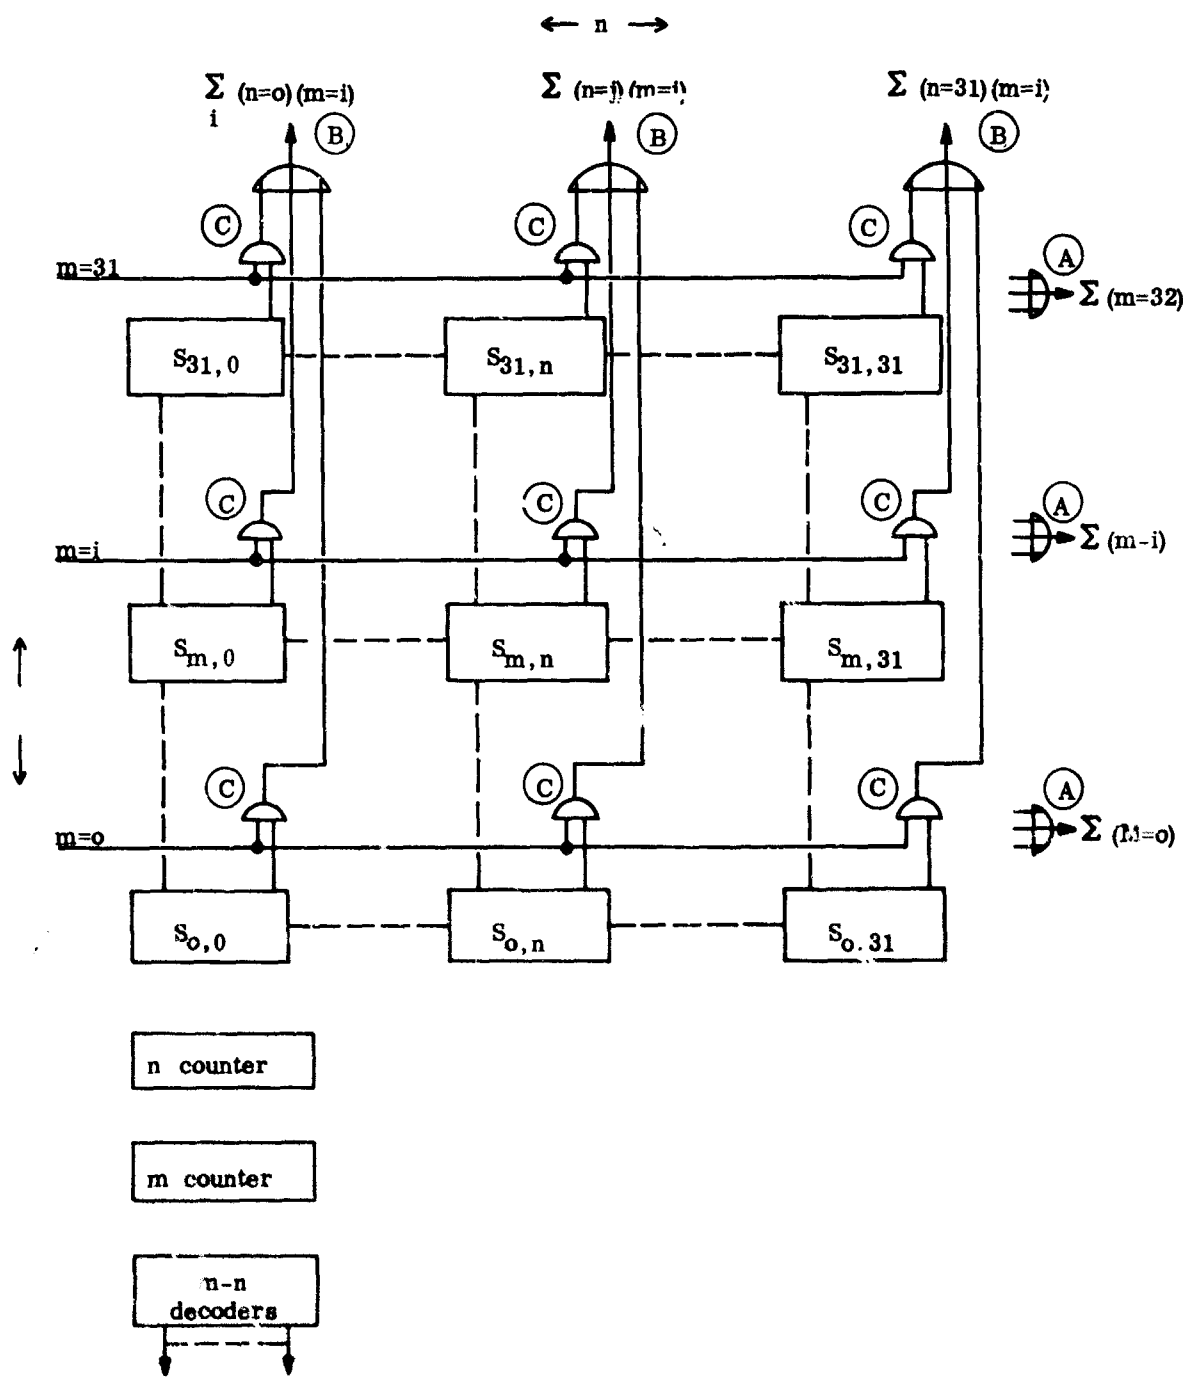 n
Σ (n=o)(m=i) Σ (n=j)(m=i) Σ (n=31)(m=i)
i
B B B
C C C
m=31 A
Σ (m=32)
S31,0 S31,n S31,31
C C C A
m=i Σ (m-i)
Sm,0 Sm,n Sm,31
C C C A
m=o Σ (M=o)
So,0 So,n So.31
n counter
m counter
n-n
decoders